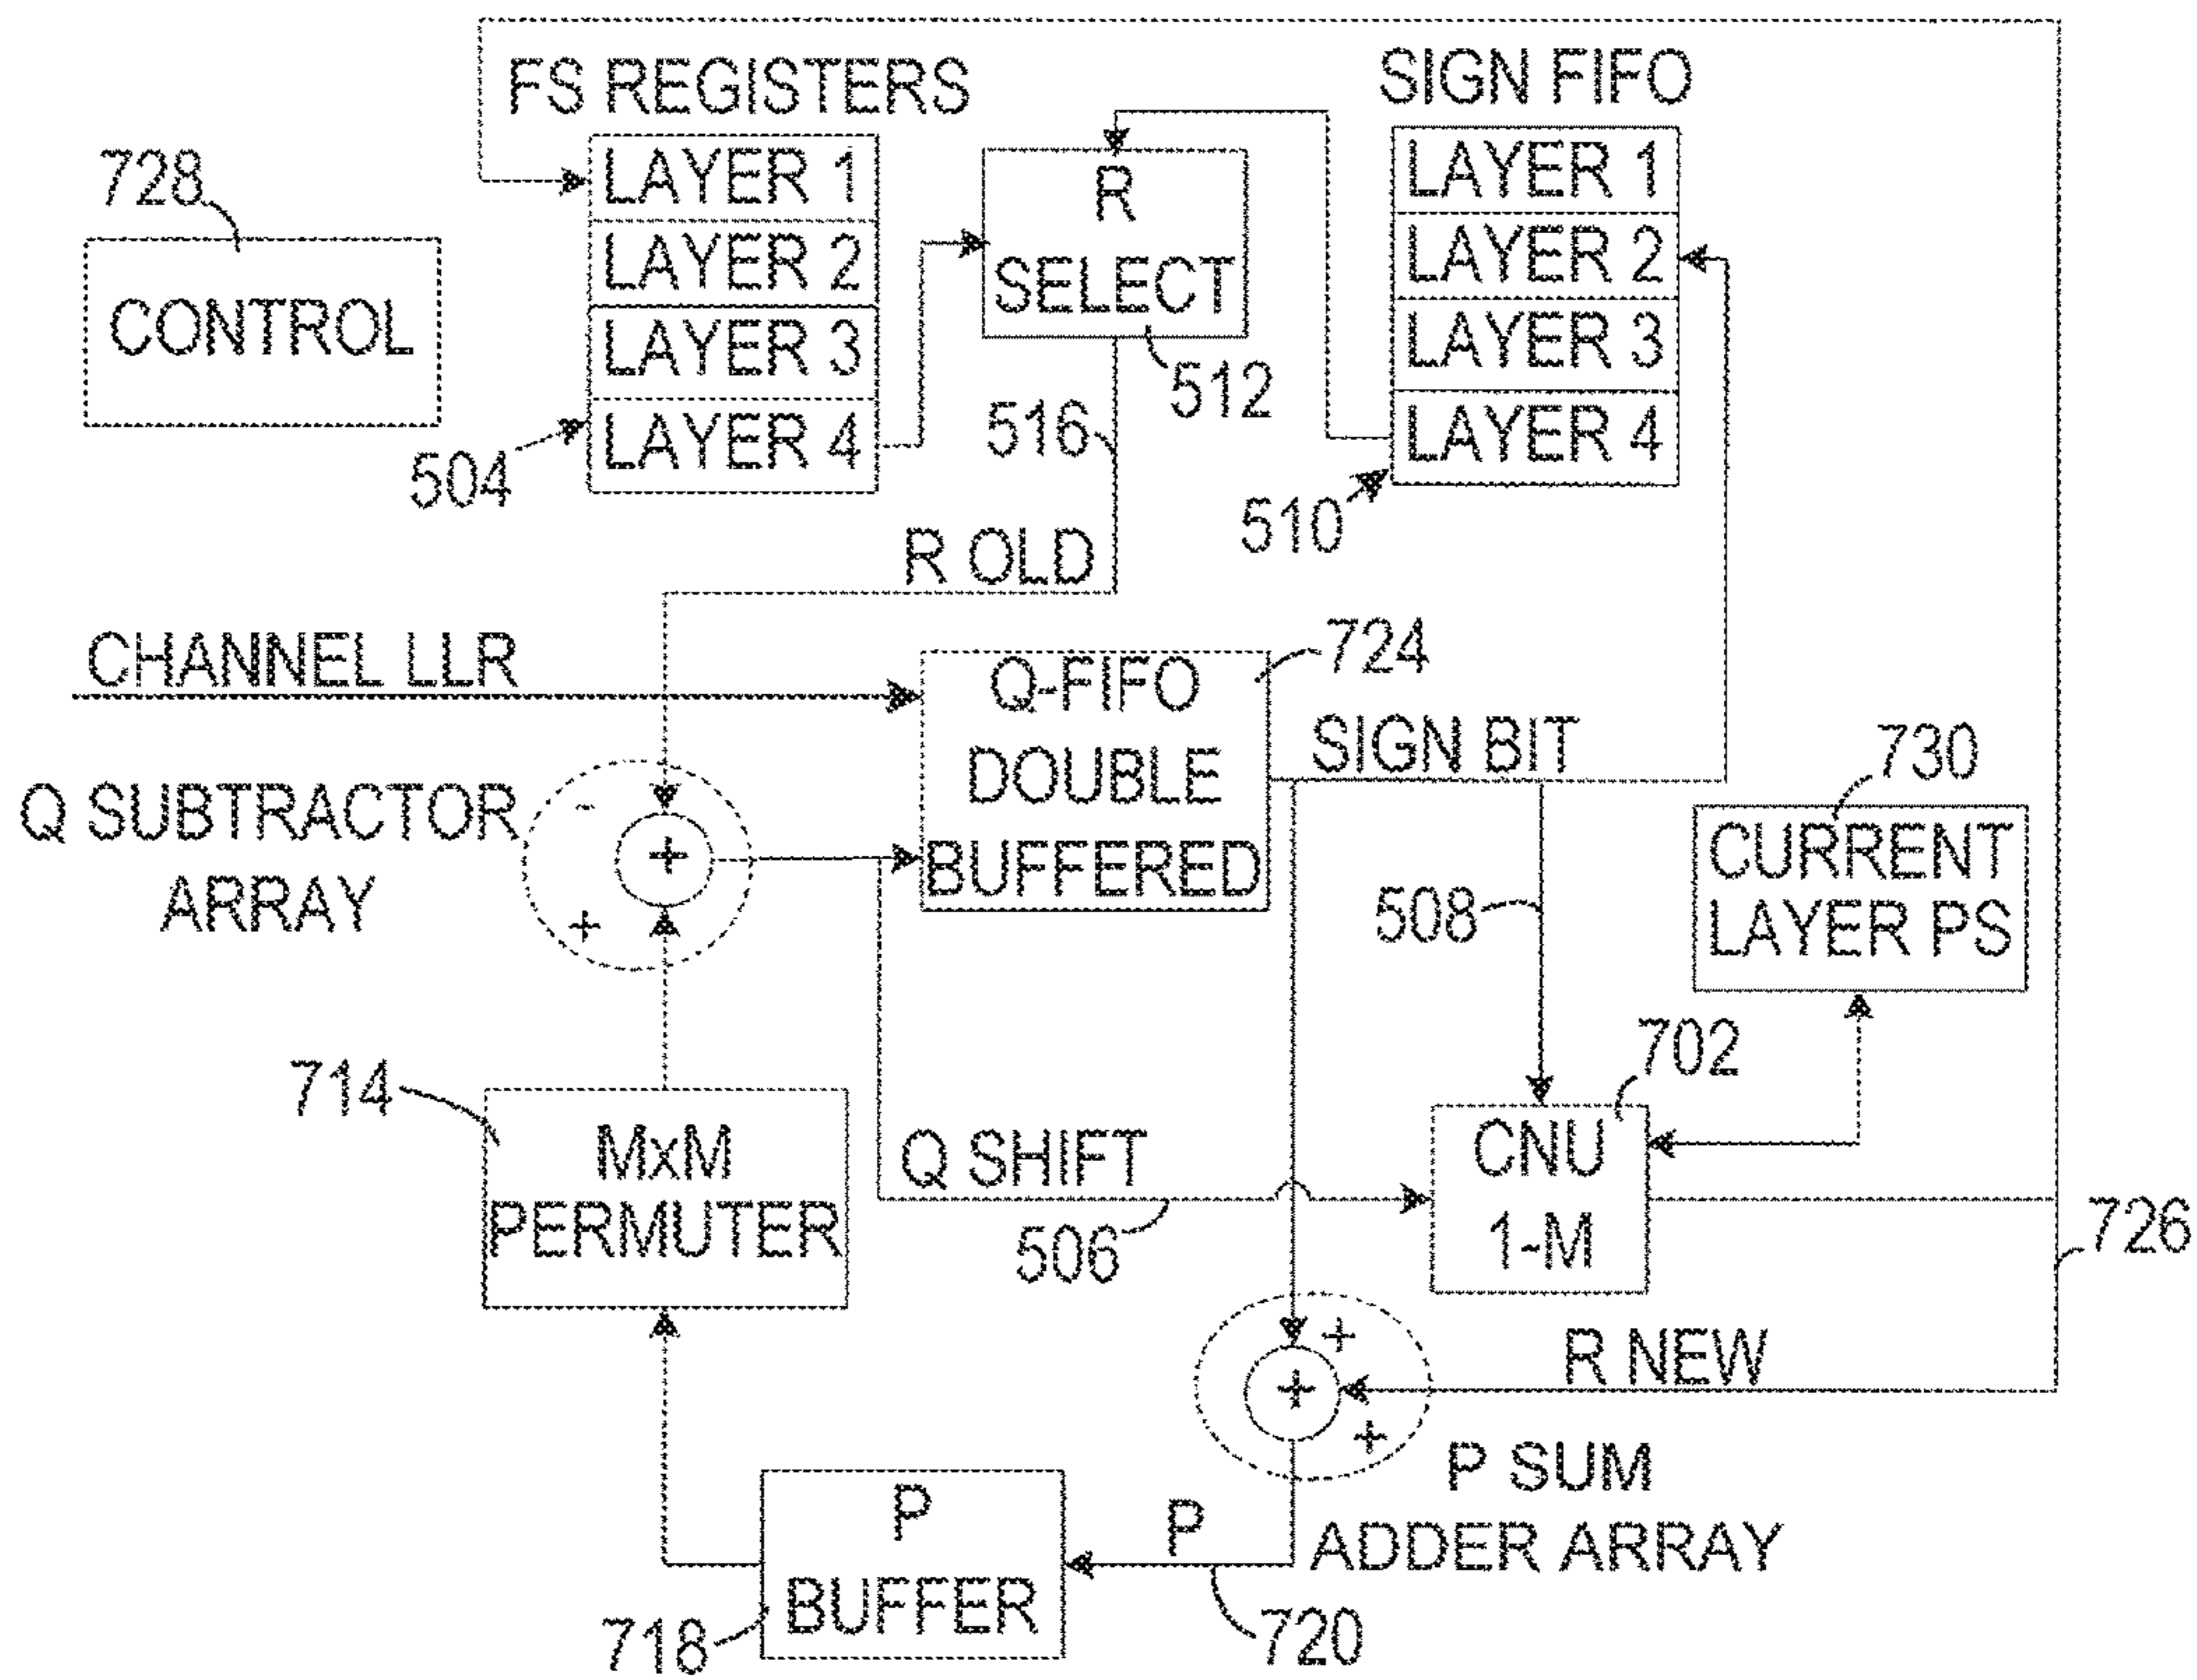 FS REGISTERS
SIGN FIFO
728
CONTROL
LAYER 1
LAYER 2
LAYER 3
LAYER 4
504
R
SELECT
512
516
LAYER 1
LAYER 2
LAYER 3
LAYER 4
510
R OLD
CHANNEL LLR
Q-FIFO
DOUBLE
BUFFERED
724
SIGN BIT
730
CURRENT
LAYER PS
Q SUBTRACTOR
ARRAY
-
+
+
508
714
MxM
PERMUTER
Q SHIFT
506
702
CNU
1-M
726
R NEW
+
+
+
P SUM
ADDER ARRAY
P
BUFFER
718
P
720